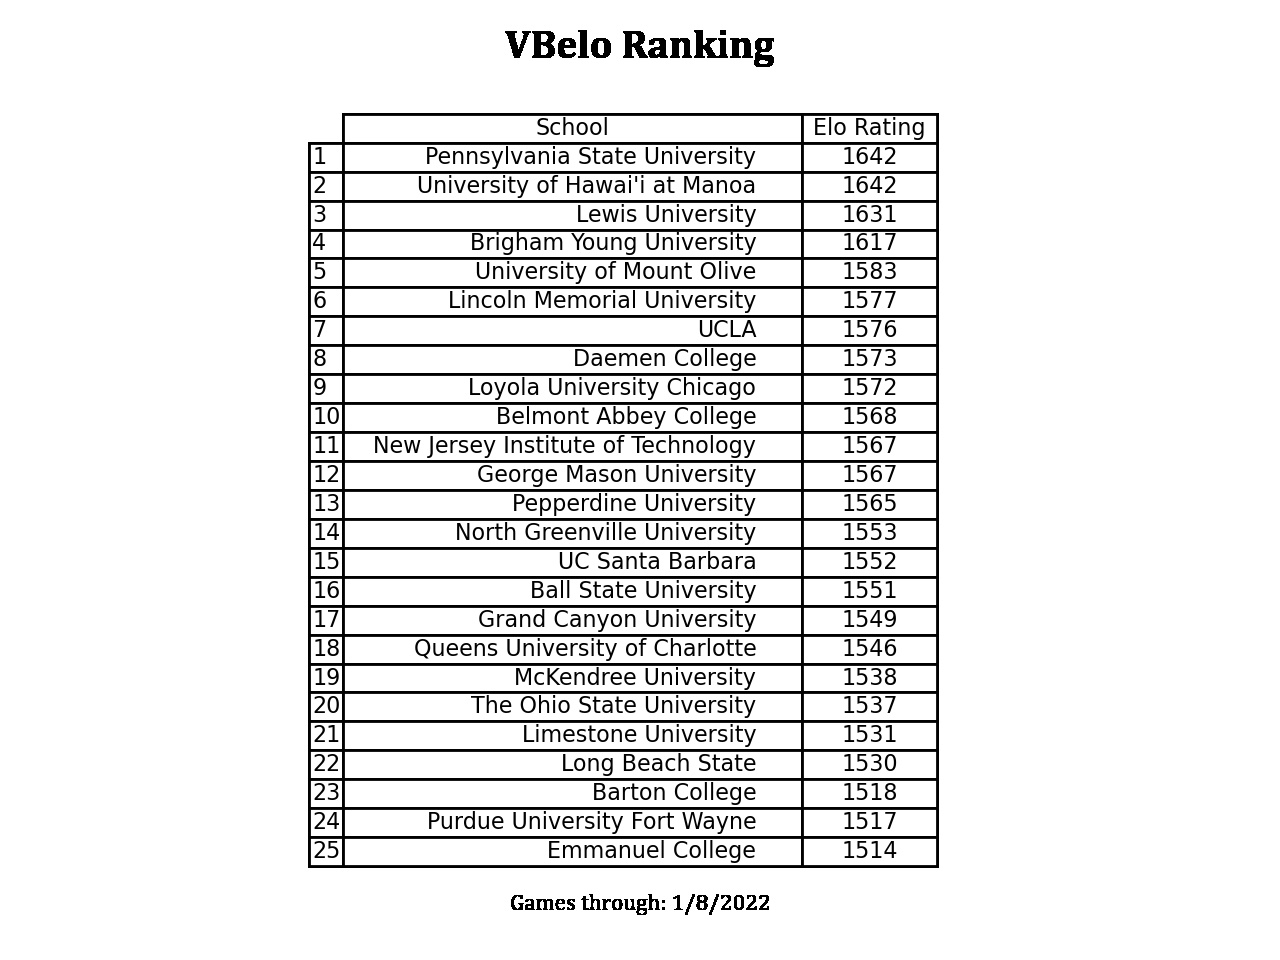 VBelo Ranking
School Elo Rating
1 Pennsylvania State University 1642
2 University of Hawai'i at Manoa 1642
3 Lewis University 1631
4 Brigham Young University 1617
5 University of Mount Olive 1583
6 Lincoln Memorial University 1577
7 UCLA 1576
8 Daemen College 1573
9 Loyola University Chicago 1572
10 Belmont Abbey College 1568
11 New Jersey Institute of Technology 1567
12 George Mason University 1567
13 Pepperdine University 1565
14 North Greenville University 1553
15 UC Santa Barbara 1552
16 Ball State University 1551
17 Grand Canyon University 1549
18 Queens University of Charlotte 1546
19 McKendree University 1538
20 The Ohio State University 1537
21 Limestone University 1531
22 Long Beach State 1530
23 Barton College 1518
24 Purdue University Fort Wayne 1517
25 Emmanuel College 1514
Games through: 1/8/2022